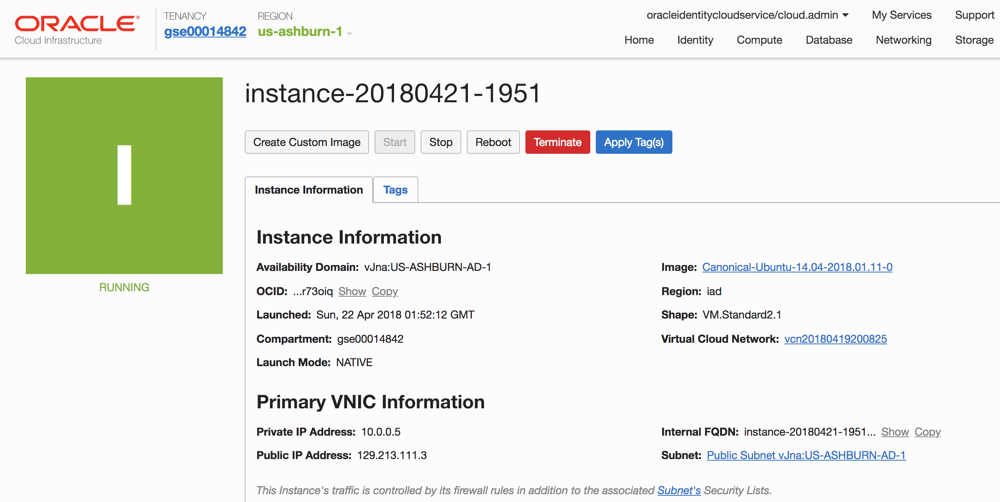 ORACLE®
Cloud Infrastructure
TENANCY
gse00014842
REGION
us-ashburn-1
oracleidentitycloudservice/cloud.admin
My Services
Support
Home
Identity
Compute
Database
Networking
Storage
I
RUNNING
instance-20180421-1951
Create Custom Image
Start
Stop
Reboot
Terminate
Apply Tag(s)
Instance Information
Tags
Instance Information
Availability Domain: vJna:US-ASHBURN-AD-1
Image: Canonical-Ubuntu-14.04-2018.01.11-0
OCID: ...r73oiq Show Copy
Region: iad
Launched: Sun, 22 Apr 2018 01:52:12 GMT
Shape: VM.Standard2.1
Compartment: gse00014842
Virtual Cloud Network: vcn20180419200825
Launch Mode: NATIVE
Primary VNIC Information
Private IP Address: 10.0.0.5
Internal FQDN: instance-20180421-1951... Show Copy
Public IP Address: 129.213.111.3
Subnet: Public Subnet vJna:US-ASHBURN-AD-1
This Instance's traffic is controlled by its firewall rules in addition to the associated Subnet's Security Lists.